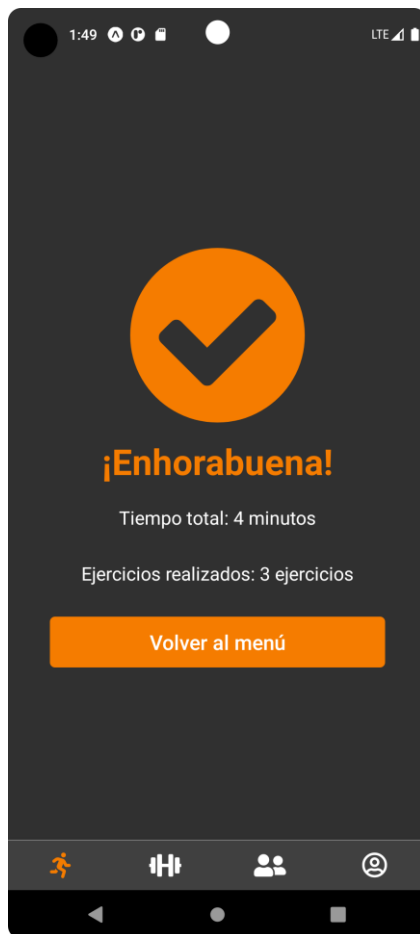 1:49
LTE
¡Enhorabuena!
Tiempo total: 4 minutos
Ejercicios realizados: 3 ejercicios
Volver al menú